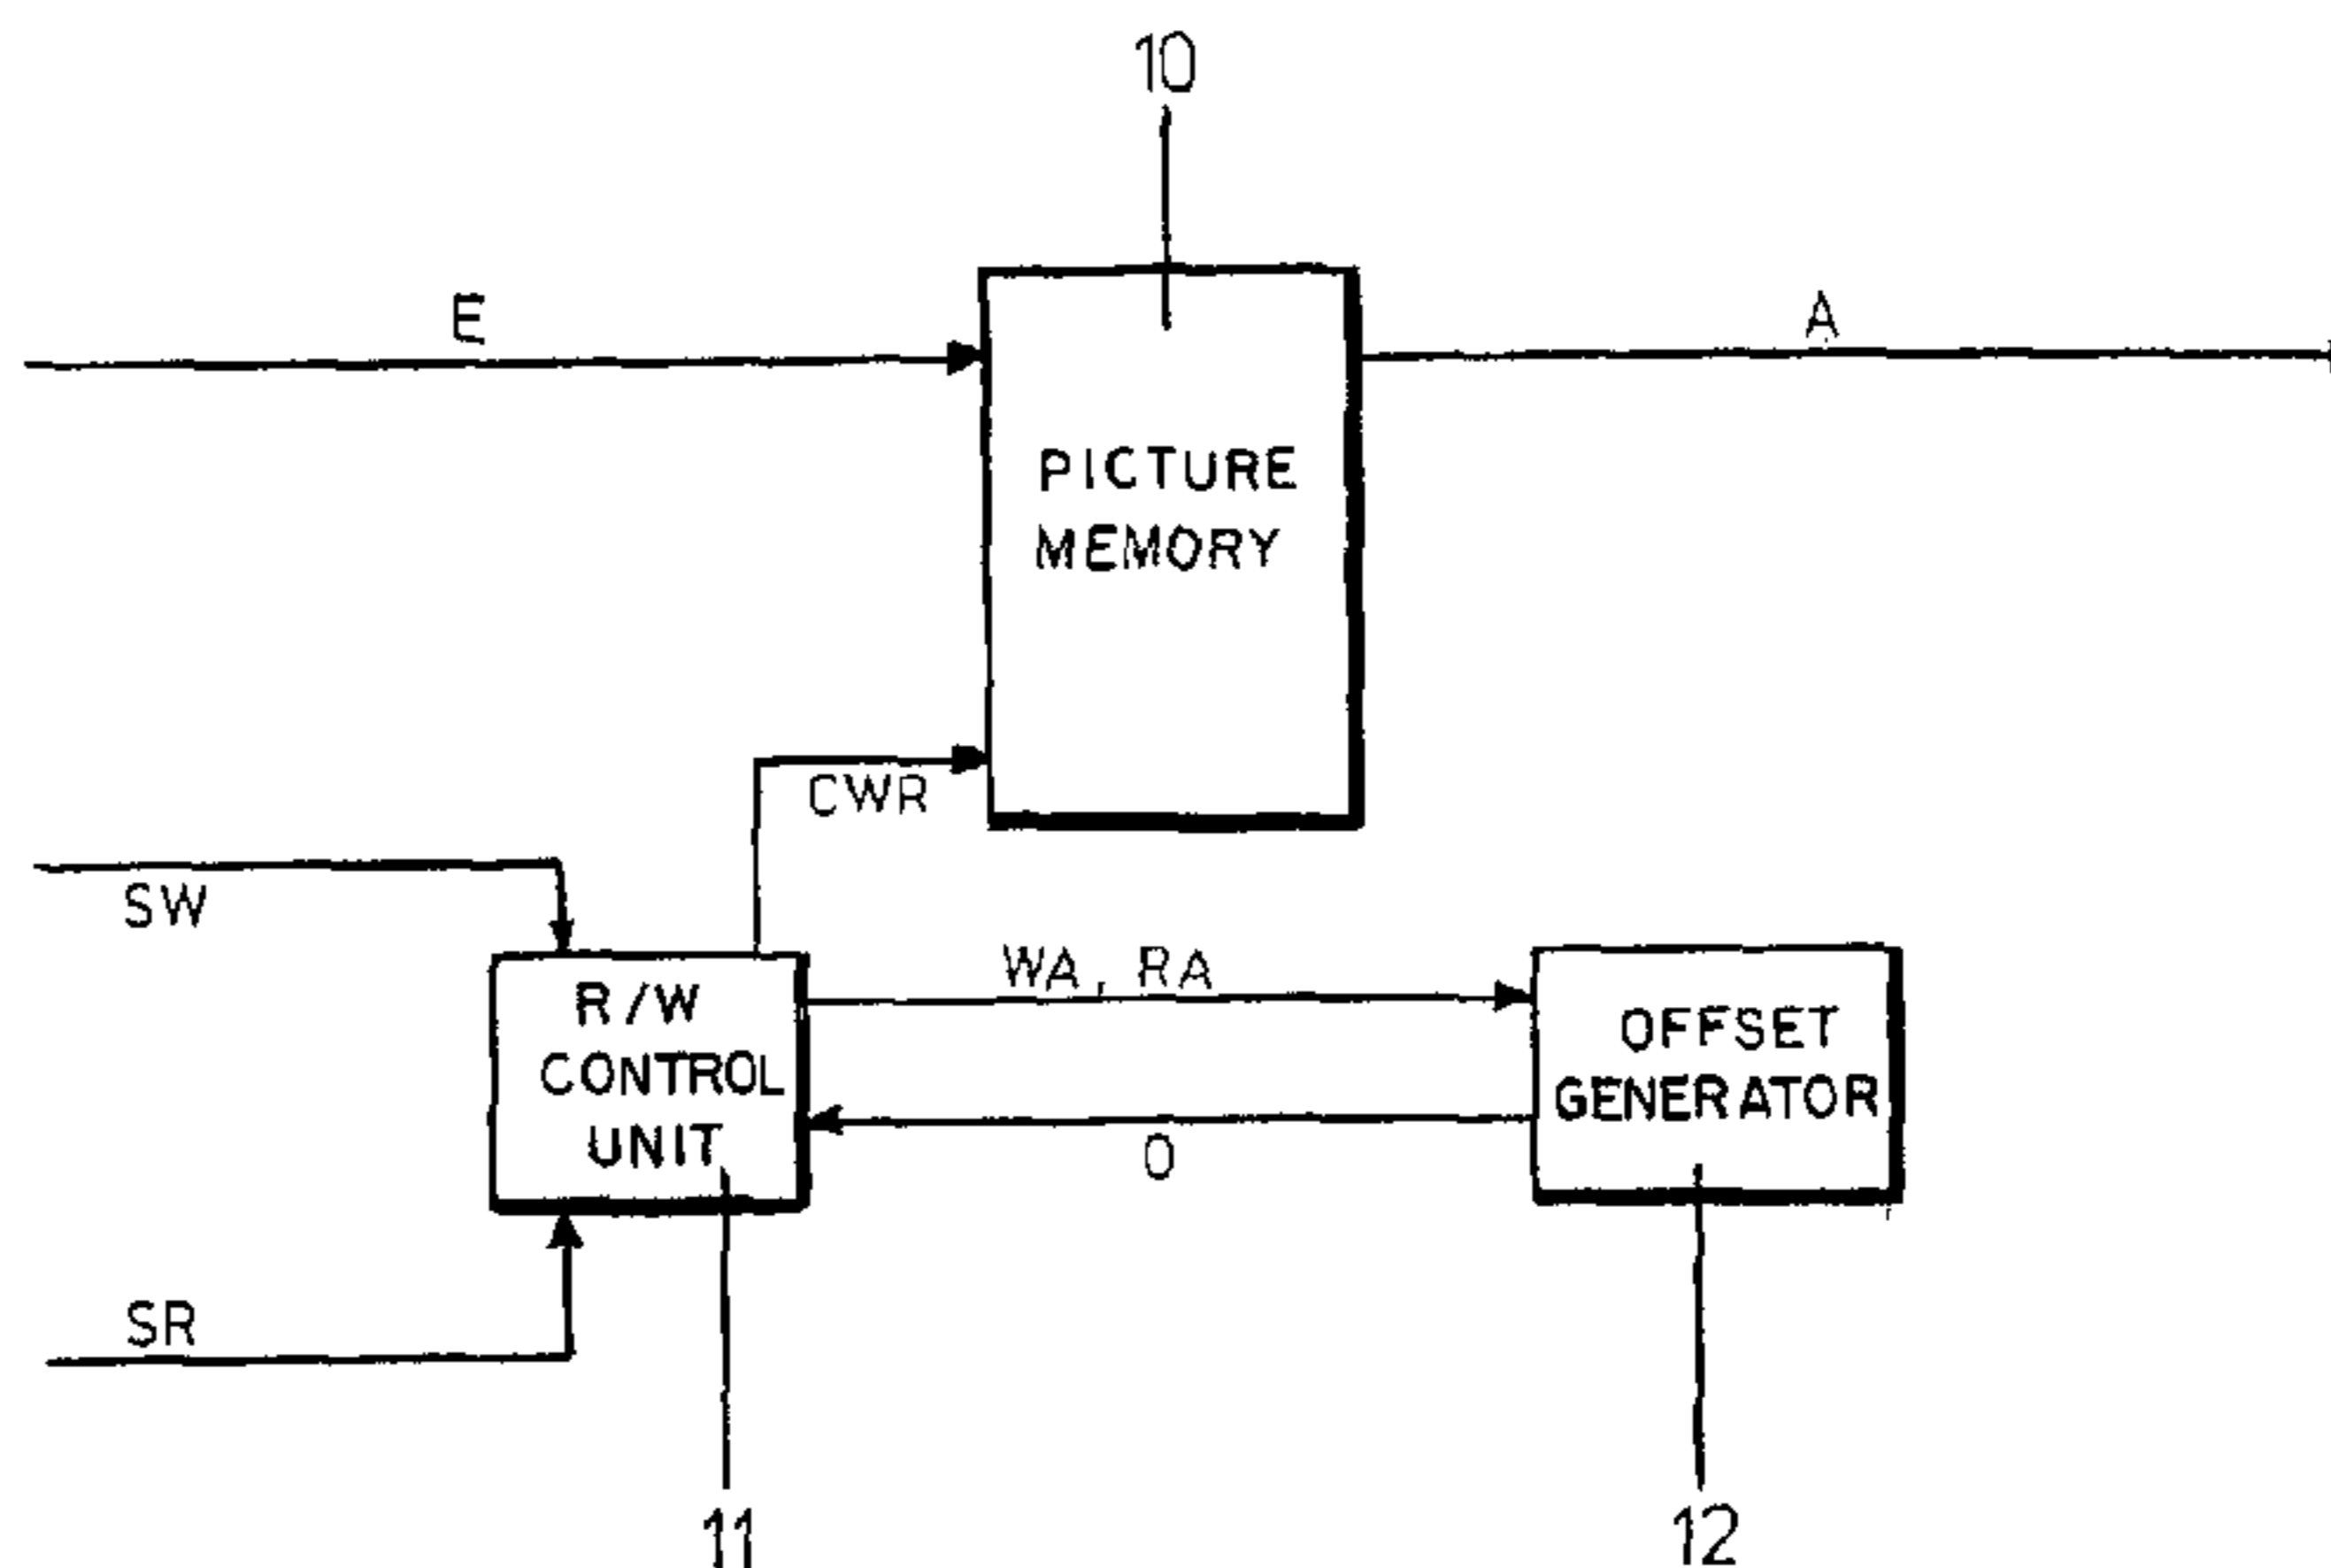 10
E
A
PICTURE
MEMORY
CWR
SW
WA, RA
R/W
CONTROL
UNIT
OFFSET
GENERATOR
O
SR
11
12